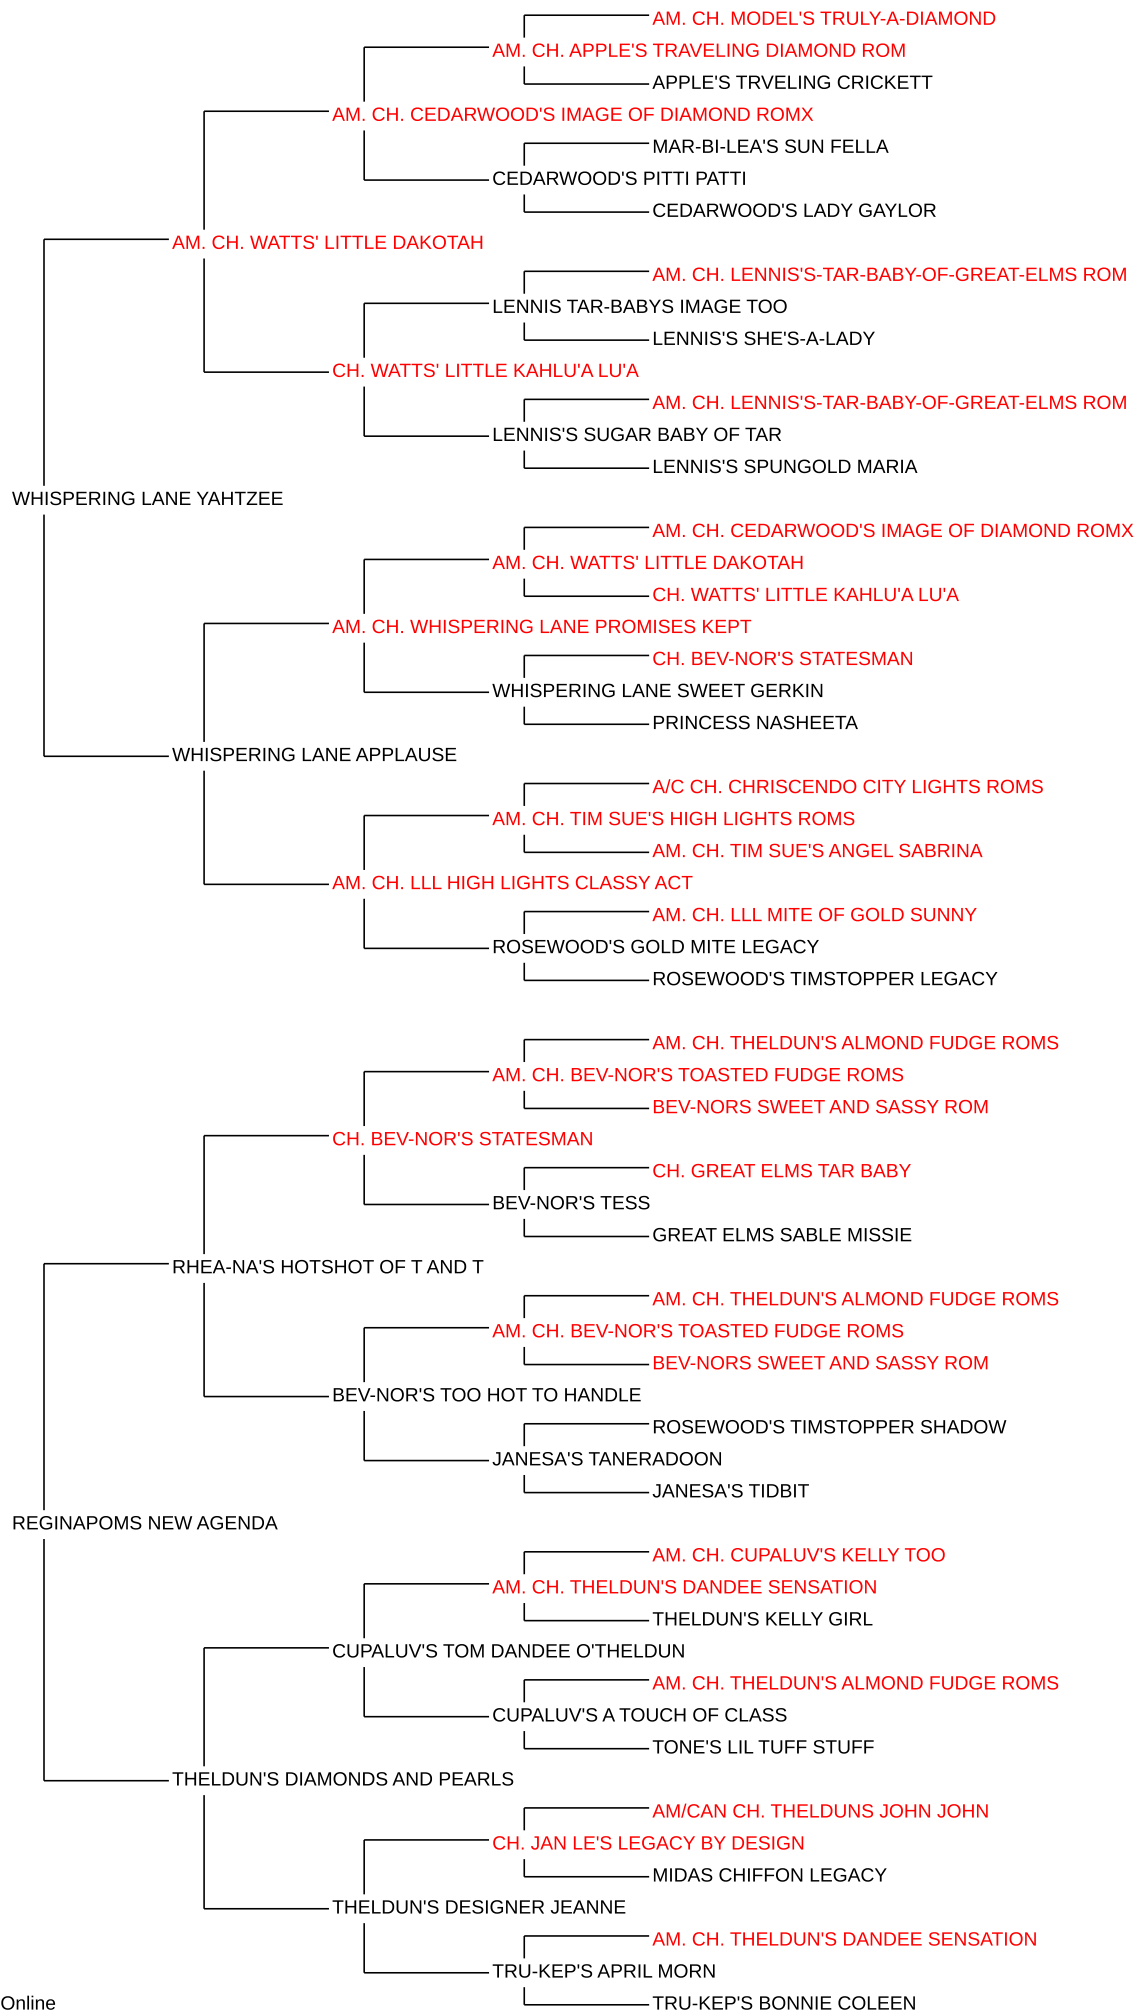 AM. CH. MODEL'S TRULY-A-DIAMOND
AM. CH. APPLE'S TRAVELING DIAMOND ROM
APPLE'S TRVELING CRICKETT
AM. CH. CEDARWOOD'S IMAGE OF DIAMOND ROMX
MAR-BI-LEA'S SUN FELLA
CEDARWOOD'S PITTI PATTI
CEDARWOOD'S LADY GAYLOR
AM. CH. WATTS' LITTLE DAKOTAH
AM. CH. LENNIS'S-TAR-BABY-OF-GREAT-ELMS ROM
LENNIS TAR-BABYS IMAGE TOO
LENNIS'S SHE'S-A-LADY
CH. WATTS' LITTLE KAHLU'A LU'A
AM. CH. LENNIS'S-TAR-BABY-OF-GREAT-ELMS ROM
LENNIS'S SUGAR BABY OF TAR
LENNIS'S SPUNGOLD MARIA
WHISPERING LANE YAHTZEE
AM. CH. CEDARWOOD'S IMAGE OF DIAMOND ROMX
AM. CH. WATTS' LITTLE DAKOTAH
CH. WATTS' LITTLE KAHLU'A LU'A
AM. CH. WHISPERING LANE PROMISES KEPT
CH. BEV-NOR'S STATESMAN
WHISPERING LANE SWEET GERKIN
PRINCESS NASHEETA
WHISPERING LANE APPLAUSE
A/C CH. CHRISCENDO CITY LIGHTS ROMS
AM. CH. TIM SUE'S HIGH LIGHTS ROMS
AM. CH. TIM SUE'S ANGEL SABRINA
AM. CH. LLL HIGH LIGHTS CLASSY ACT
AM. CH. LLL MITE OF GOLD SUNNY
ROSEWOOD'S GOLD MITE LEGACY
ROSEWOOD'S TIMSTOPPER LEGACY
AM. CH. THELDUN'S ALMOND FUDGE ROMS
AM. CH. BEV-NOR'S TOASTED FUDGE ROMS
BEV-NORS SWEET AND SASSY ROM
CH. BEV-NOR'S STATESMAN
CH. GREAT ELMS TAR BABY
BEV-NOR'S TESS
GREAT ELMS SABLE MISSIE
RHEA-NA'S HOTSHOT OF T AND T
AM. CH. THELDUN'S ALMOND FUDGE ROMS
AM. CH. BEV-NOR'S TOASTED FUDGE ROMS
BEV-NORS SWEET AND SASSY ROM
BEV-NOR'S TOO HOT TO HANDLE
ROSEWOOD'S TIMSTOPPER SHADOW
JANESA'S TANERADOON
JANESA'S TIDBIT
REGINAPOMS NEW AGENDA
AM. CH. CUPALUV'S KELLY TOO
AM. CH. THELDUN'S DANDEE SENSATION
THELDUN'S KELLY GIRL
CUPALUV'S TOM DANDEE O'THELDUN
AM. CH. THELDUN'S ALMOND FUDGE ROMS
CUPALUV'S A TOUCH OF CLASS
TONE'S LIL TUFF STUFF
THELDUN'S DIAMONDS AND PEARLS
AM/CAN CH. THELDUNS JOHN JOHN
CH. JAN LE'S LEGACY BY DESIGN
MIDAS CHIFFON LEGACY
THELDUN'S DESIGNER JEANNE
AM. CH. THELDUN'S DANDEE SENSATION
TRU-KEP'S APRIL MORN
TRU-KEP'S BONNIE COLEEN
Online